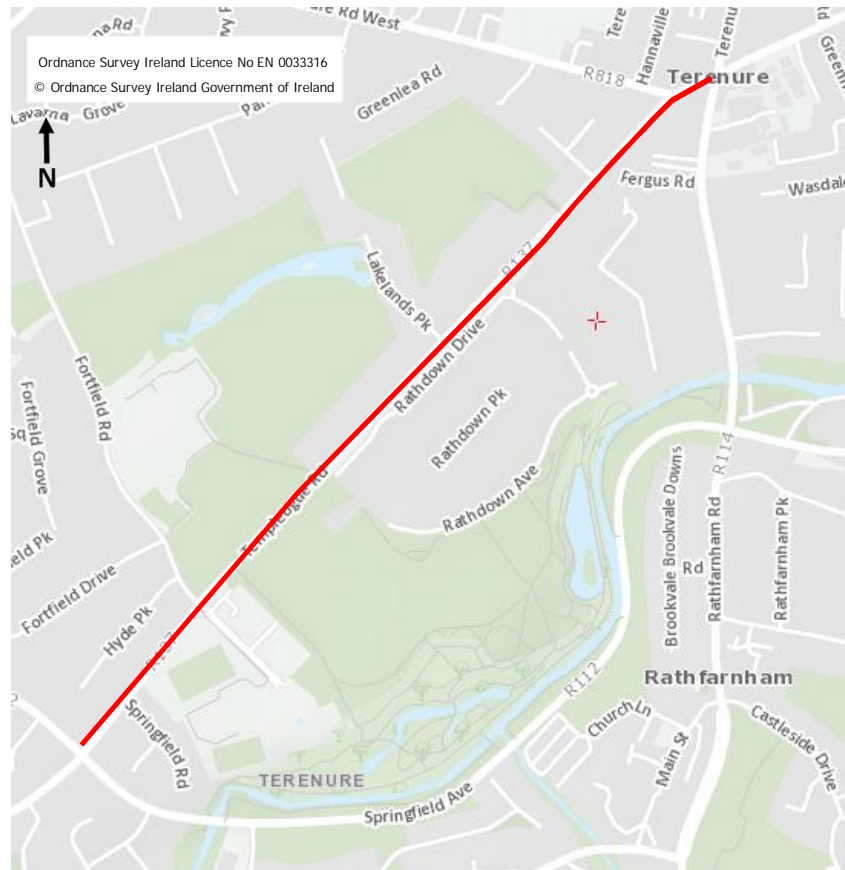 Ordnance Survey Ireland Licence No EN 0033316
© Ordnance Survey Ireland Government of Ireland
Rd West
R818
Hannaville
Terenure
Greenlea Rd
Lavarna Grove
N
Fergus Rd
R137
Lakelands Pk
Rathdown Drive
Fortfield Rd
Rathdown Pk
Fortfield Grove
Rathdown Ave
R114
Templeogue Rd
Brookvale Downs
Brookvale
Rd
Rathfarnham Rd
Rathfarnham Pk
Fortfield Drive
Hyde Pk
R137
R112
Rathfarnham
Springfield Rd
Church Ln
Main St
Castleside Drive
TERENURE
Springfield Ave